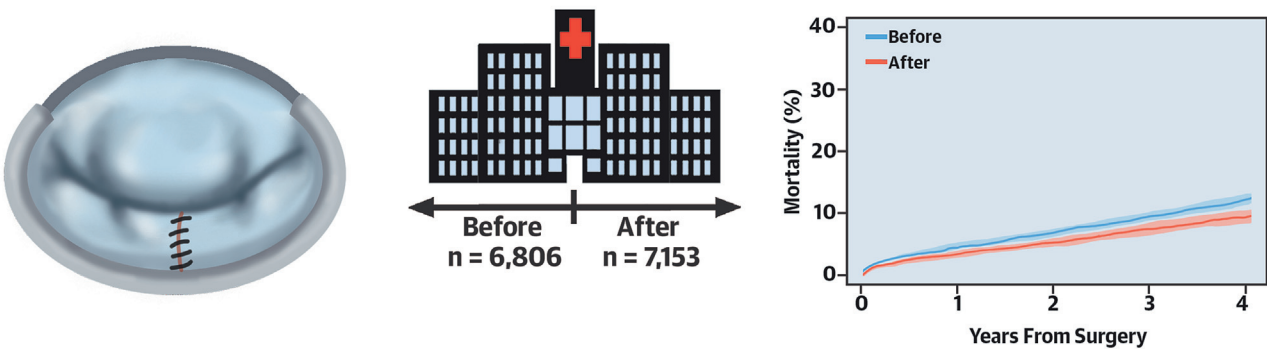 Before
n = 6,806
After
n = 7,153
Mortality (%)
40
30
20
10
0
Before
After
0 1 2 3 4
Years From Surgery